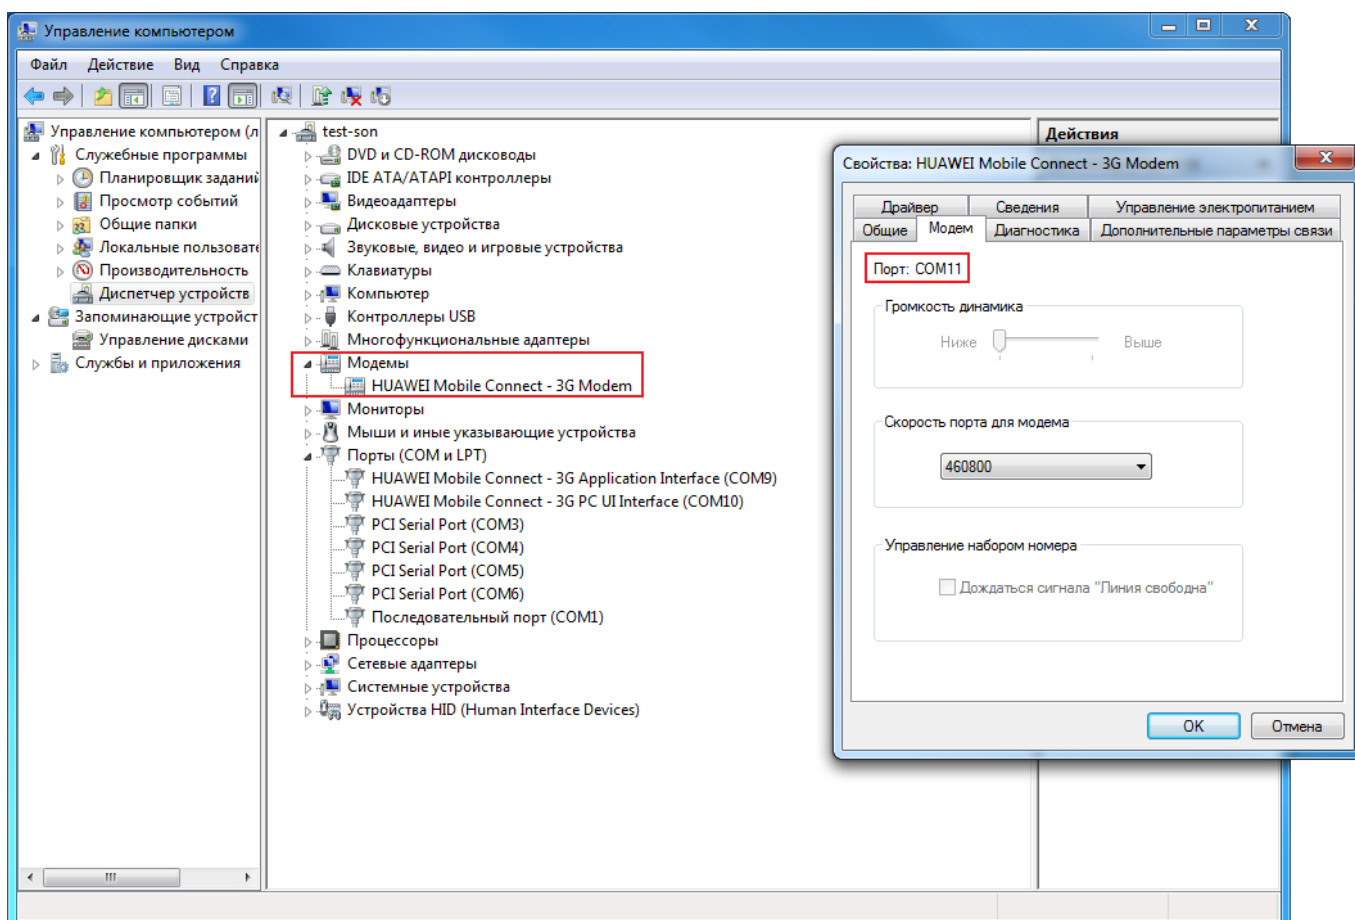 Управление компьютером
Файл Действие Вид Справка
Управление компьютером (л
Служебные программы
Планировщик заданий
Просмотр событий
Общие папки
Локальные пользовате
Производительность
Диспетчер устройств
Запоминающие устройст
Управление дисками
Службы и приложения
test-son
DVD и CD-ROM дисководы
IDE ATA/ATAPI контроллеры
Видеоадаптеры
Дисковые устройства
Звуковые, видео и игровые устройства
Клавиатуры
Компьютер
Контроллеры USB
Многофункциональные адаптеры
Модемы
HUAWEI Mobile Connect - 3G Modem
Мониторы
Мыши и иные указывающие устройства
Порты (COM и LPT)
HUAWEI Mobile Connect - 3G Application Interface (COM9)
HUAWEI Mobile Connect - 3G PC UI Interface (COM10)
PCI Serial Port (COM3)
PCI Serial Port (COM4)
PCI Serial Port (COM5)
PCI Serial Port (COM6)
Последовательный порт (COM1)
Процессоры
Сетевые адаптеры
Системные устройства
Устройства HID (Human Interface Devices)
Действия
Свойства: HUAWEI Mobile Connect - 3G Modem
Драйвер Сведения Управление электропитанием
Общие Модем Диагностика Дополнительные параметры связи
Порт: COM11
Громкость динамика
Ниже Выше
Скорость порта для модема
460800
Управление набором номера
Дождаться сигнала "Линия свободна"
OK Отмена